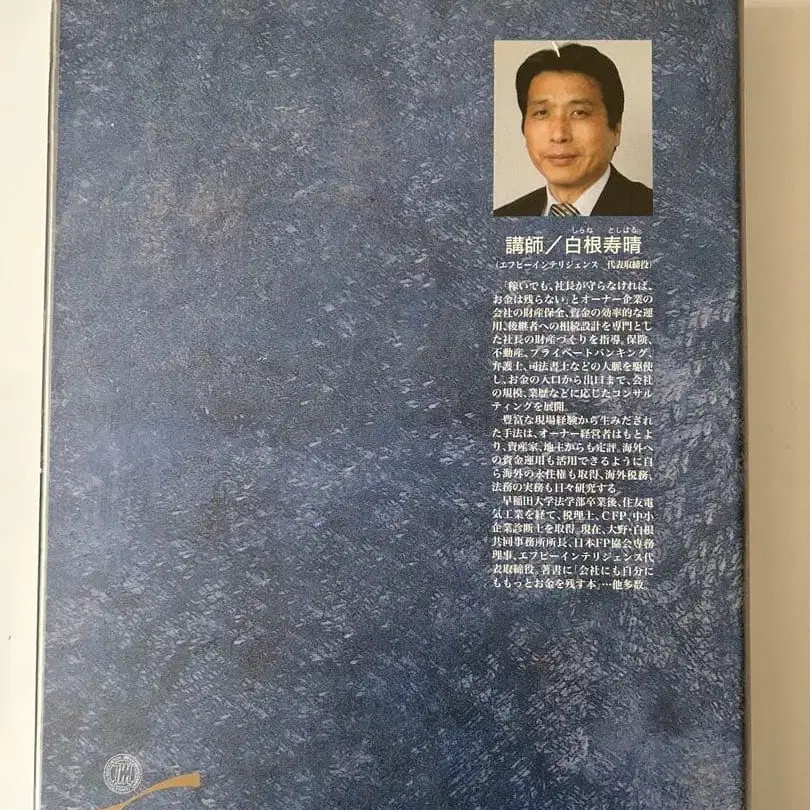 しらね としはる
講師／白根寿晴
(エフピーインテリジェンス 代表取締役)
「稼いでも、社長が守らなければ、
お金は残らない」とオーナー企業の
会社の財産保全、資金の効率的な運
用、後継者への相続設計を専門とし
た社長の財産づくりを指導。保険、
不動産、プライベートバンキング、
弁護士、司法書士などの人脈を駆使
し、お金の入口から出口まで、会社
の規模、業歴などに応じたコンサル
ティングを展開。
豊富な現場経験から生みだされ
た手法は、オーナー経営者はもとよ
り、資産家、地主からも定評。海外へ
の資金運用も活用できるように自
ら海外の永住権も取得、海外税務、
法務の実務も日々研究する。
早稲田大学法学部卒業後、住友電
気工業を経て、税理士、CFP、中小
企業診断士を取得。現在、大野・白根
共同事務所所長、日本FP協会専務
理事、エフピーインテリジェンス代
表取締役。著書に「会社にも自分に
ももっとお金を残す本」…他多数。